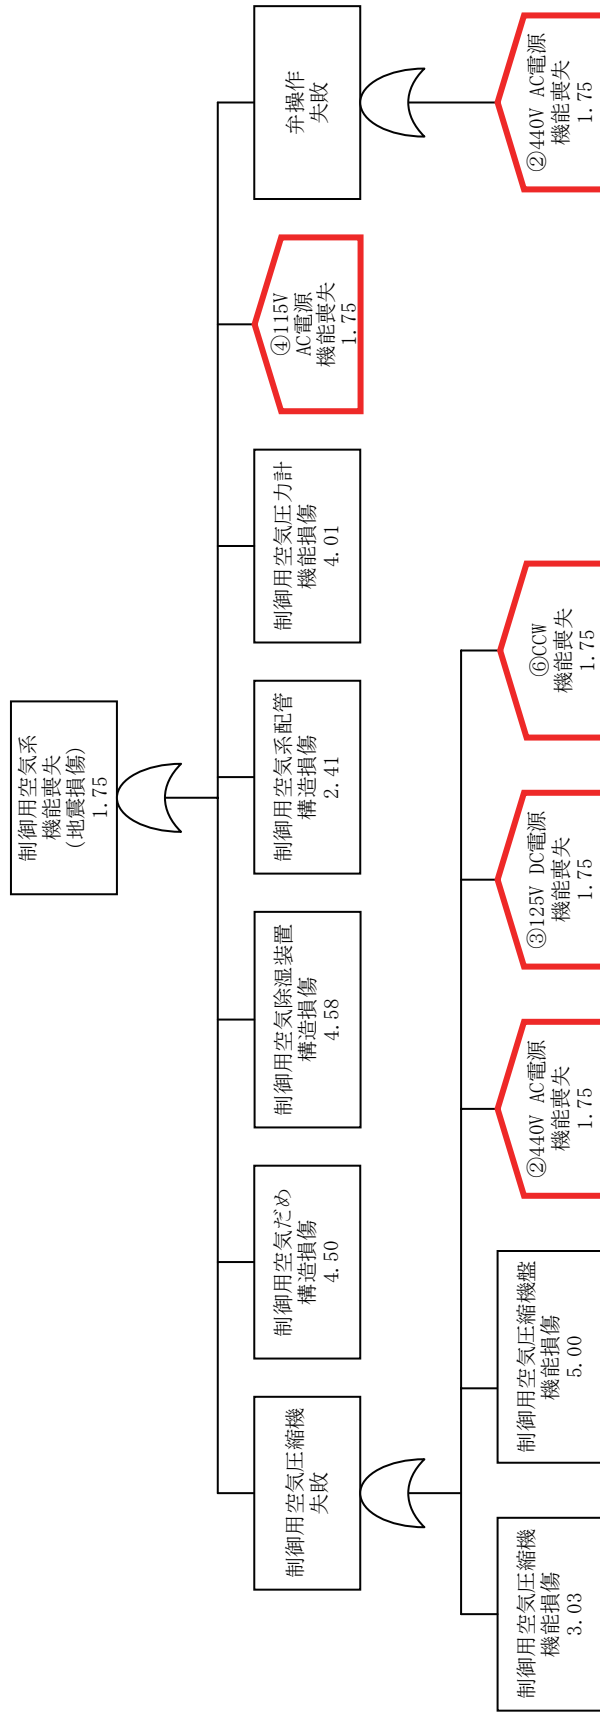 制御用空気系
機能喪失
(地震損傷)
1.75
制御用空気圧縮機
失敗
制御用空気だめ
構造損傷
4.50
制御用空気除湿装置
構造損傷
4.58
制御用空気系配管
構造損傷
2.41
制御用空気圧力計
機能損傷
4.01
④115V
AC電源
機能喪失
1.75
弁操作
失敗
制御用空気圧縮機
機能損傷
3.03
制御用空気圧縮機盤
機能損傷
5.00
②440V AC電源
機能喪失
1.75
③125V DC電源
機能喪失
1.75
⑥CCW
機能喪失
1.75
②440V AC電源
機能喪失
1.75